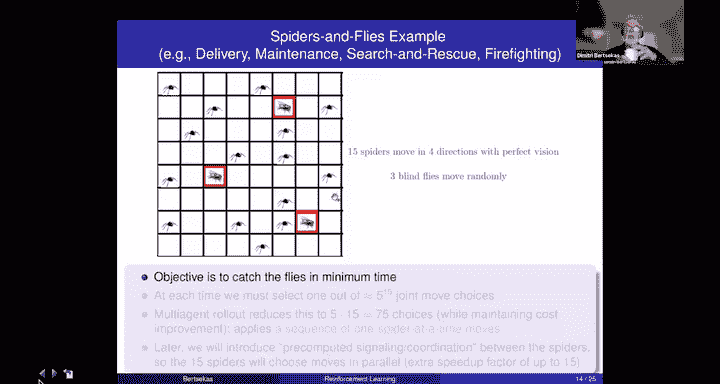 Spiders-and-Flies Example
(e.g., Delivery, Maintenance, Search-and-Rescue, Firefighting)
Dimitri Bertsekas
15 spiders move in 4 directions with perfect vision
3 blind flies move randomly
Objective is to catch the flies in minimum time
At each time we must select one out of ≈ 5¹⁵ joint move choices
Multiagent rollout reduces this to 5 · 15 = 75 choices (while maintaining cost
improvement); applies a sequence of one-spider-at-a-time moves
Later, we will introduce "precomputed signaling/coordination" between the spiders,
so the 15 spiders will choose moves in parallel (extra speedup factor of up to 15)
Bertsekas
Reinforcement Learning
14 / 25